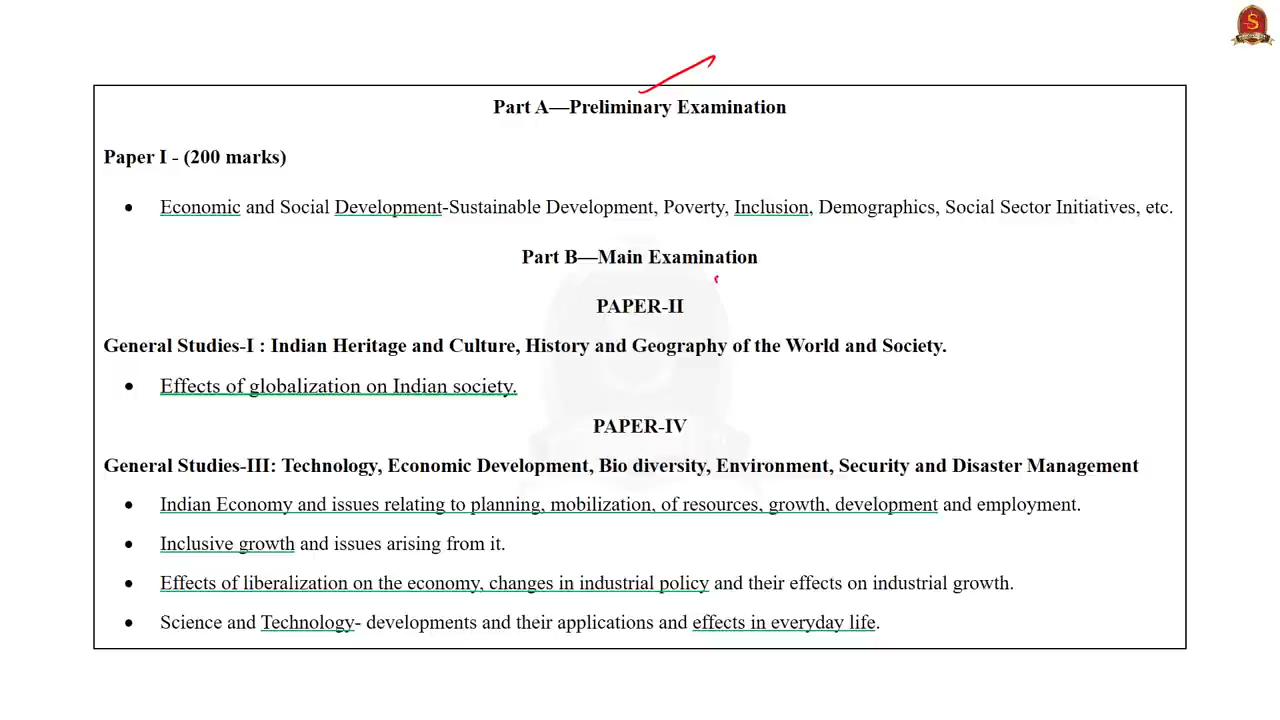 Part A—Preliminary Examination
Paper I - (200 marks)
• Economic and Social Development-Sustainable Development, Poverty, Inclusion, Demographics, Social Sector Initiatives, etc.
Part B—Main Examination
PAPER-II
General Studies-I : Indian Heritage and Culture, History and Geography of the World and Society.
• Effects of globalization on Indian society.
PAPER-IV
General Studies-III: Technology, Economic Development, Bio diversity, Environment, Security and Disaster Management
• Indian Economy and issues relating to planning, mobilization, of resources, growth, development and employment.
• Inclusive growth and issues arising from it.
• Effects of liberalization on the economy, changes in industrial policy and their effects on industrial growth.
• Science and Technology- developments and their applications and effects in everyday life.